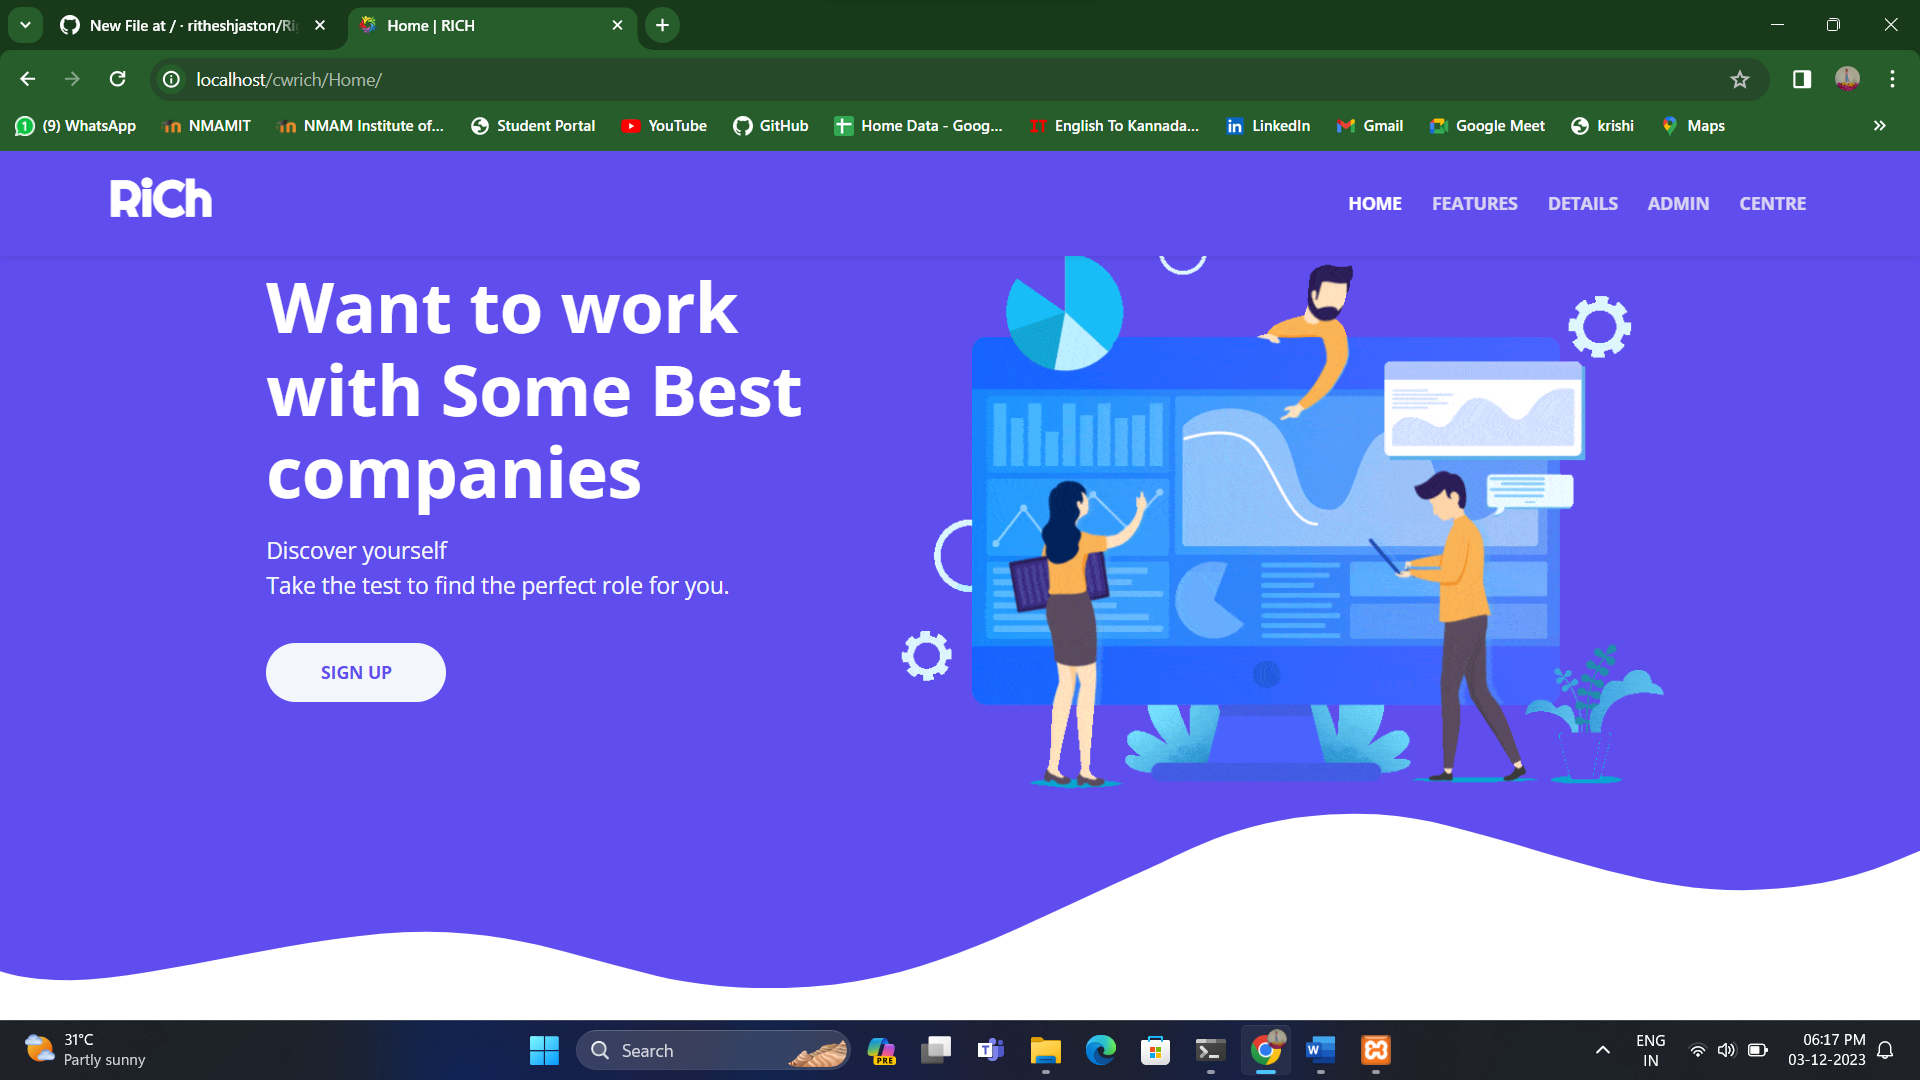 New File at / · ritheshjaston/Ri
Home | RICH
localhost/cwrich/Home/
(9) WhatsApp
NMAMIT
NMAM Institute of...
Student Portal
YouTube
GitHub
Home Data - Goog...
IT
English To Kannada...
in
LinkedIn
Gmail
Google Meet
krishi
Maps
RiCh
HOME
FEATURES
DETAILS
ADMIN
CENTRE
Want to work
with Some Best
companies
Discover yourself
Take the test to find the perfect role for you.
SIGN UP
31°C
Partly sunny
Search
PRE
ENG
IN
06:17 PM
03-12-2023